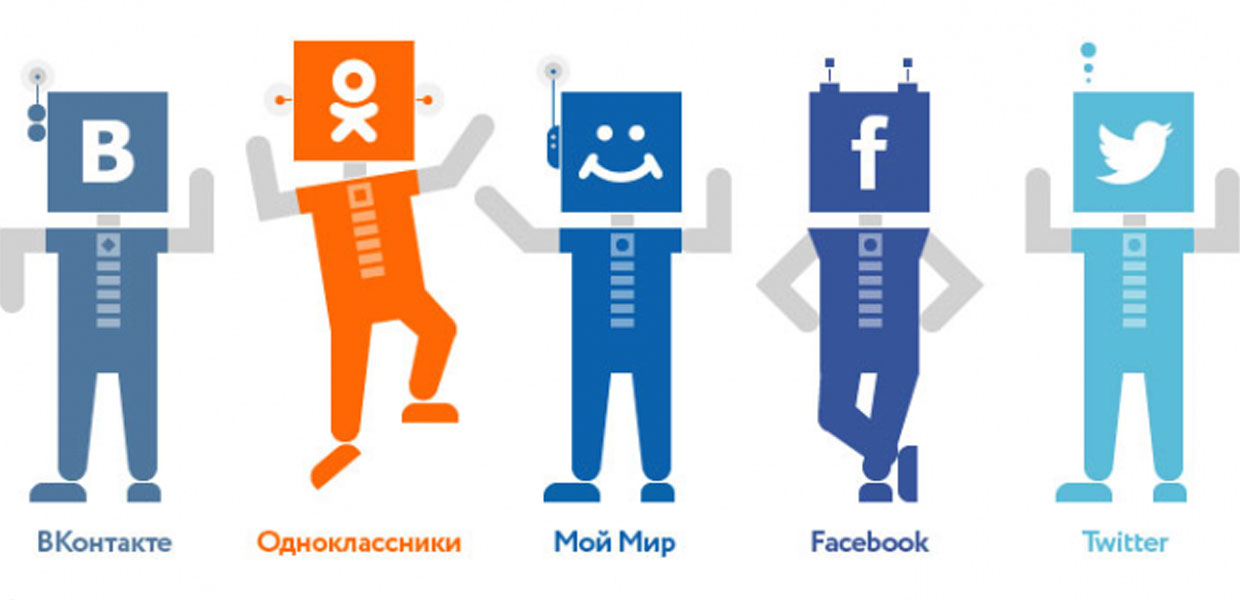 В
f
ВКонтакте
Одноклассники
Мой Мир
Facebook
Twitter